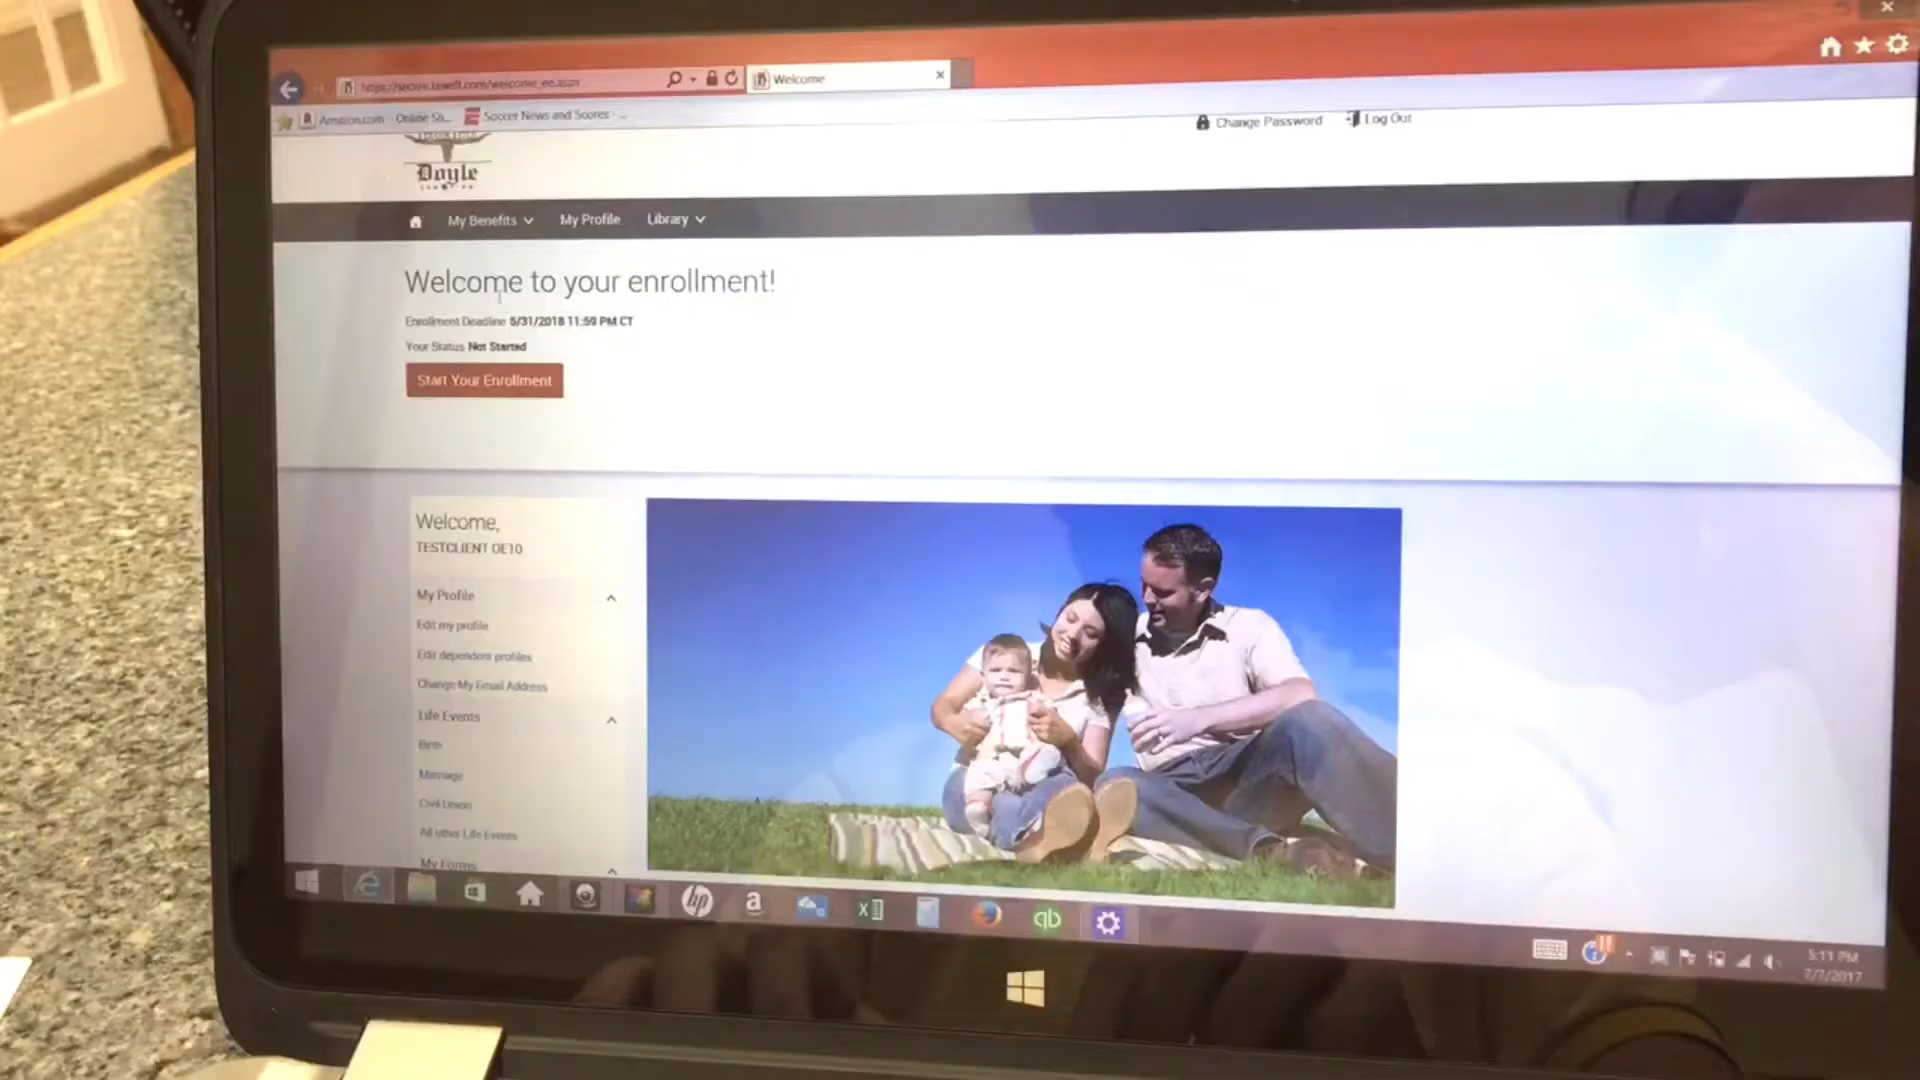 https://secure.bswift.com/welcome_ee.aspx
Welcome
Amazon.com - Online Sh...
Soccer News and Scores - ...
Change Password
Log Out
Doyle
My Benefits
My Profile
Library
Welcome to your enrollment!
Enrollment Deadline 5/31/2018 11:59 PM CT
Your Status Not Started
Start Your Enrollment
Welcome,
TESTCLIENT OE10
My Profile
Edit my profile
Edit dependent profiles
Change My Email Address
Life Events
Birth
Marriage
Civil Union
All other Life Events
My Forms
hp
a
X
qb
5:11 PM
7/7/2017